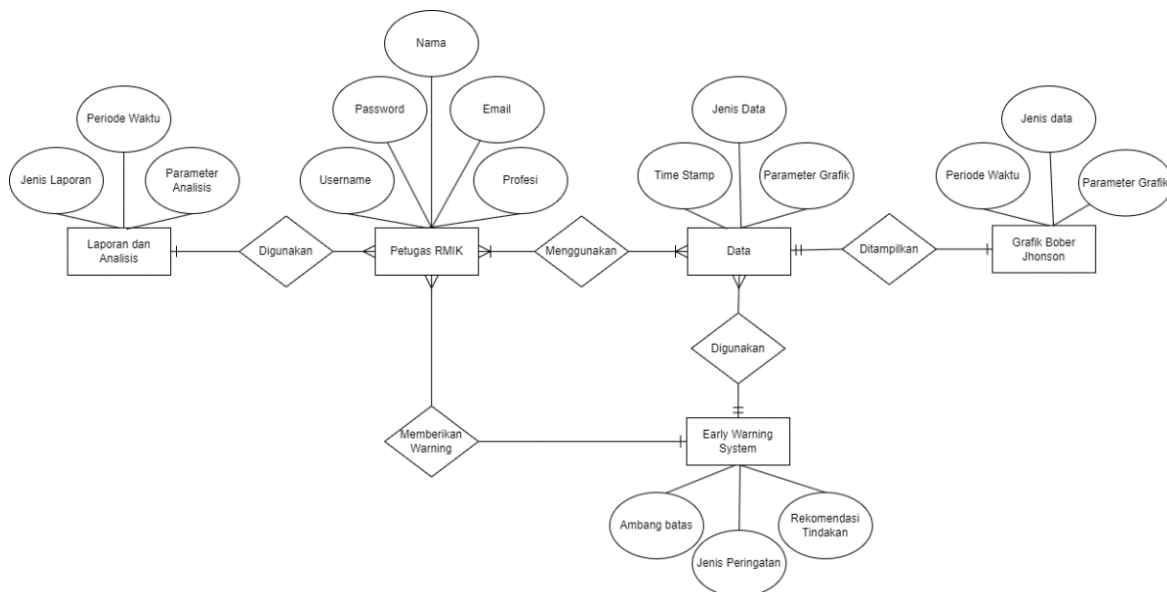 Nama
Periode Waktu
Password
Email
Jenis Data
Jenis data
Jenis Laporan
Parameter
Analisis
Username
Profesi
Time Stamp
Parameter Grafik
Periode Waktu
Parameter Grafik
Laporan dan
Analisis
Digunakan
Petugas RMIK
Menggunakan
Data
Ditampilkan
Grafik Bober
Jhonson
Digunakan
Memberikan
Warning
Early Warning
System
Ambang batas
Jenis Peringatan
Rekomendasi
Tindakan